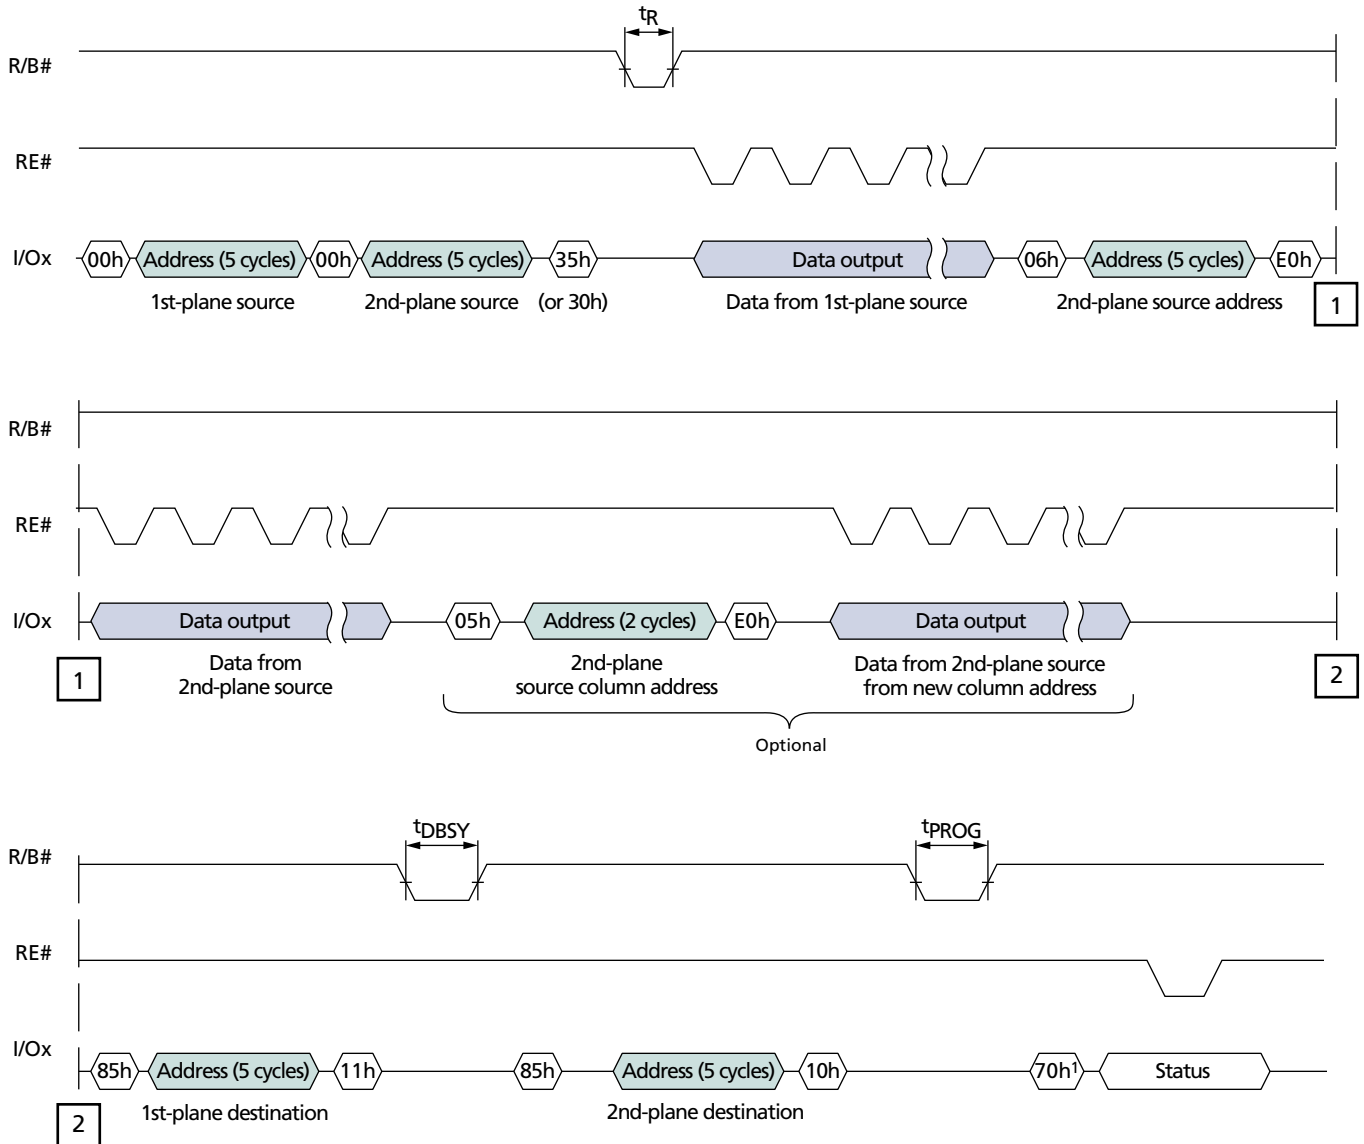 tR
R/B#
RE#
I/Ox
00h Address (5 cycles) 00h Address (5 cycles) 35h Data output 06h Address (5 cycles) E0h
1st-plane source 2nd-plane source (or 30h) Data from 1st-plane source 2nd-plane source address 1
R/B#
RE#
I/Ox
Data output 05h Address (2 cycles) E0h Data output
1
Data from
2nd-plane source
2nd-plane
source column address
Data from 2nd-plane source
from new column address
2
Optional
tDBSY tPROG
R/B#
RE#
I/Ox
85h Address (5 cycles) 11h 85h Address (5 cycles) 10h 70h1 Status
2 1st-plane destination 2nd-plane destination